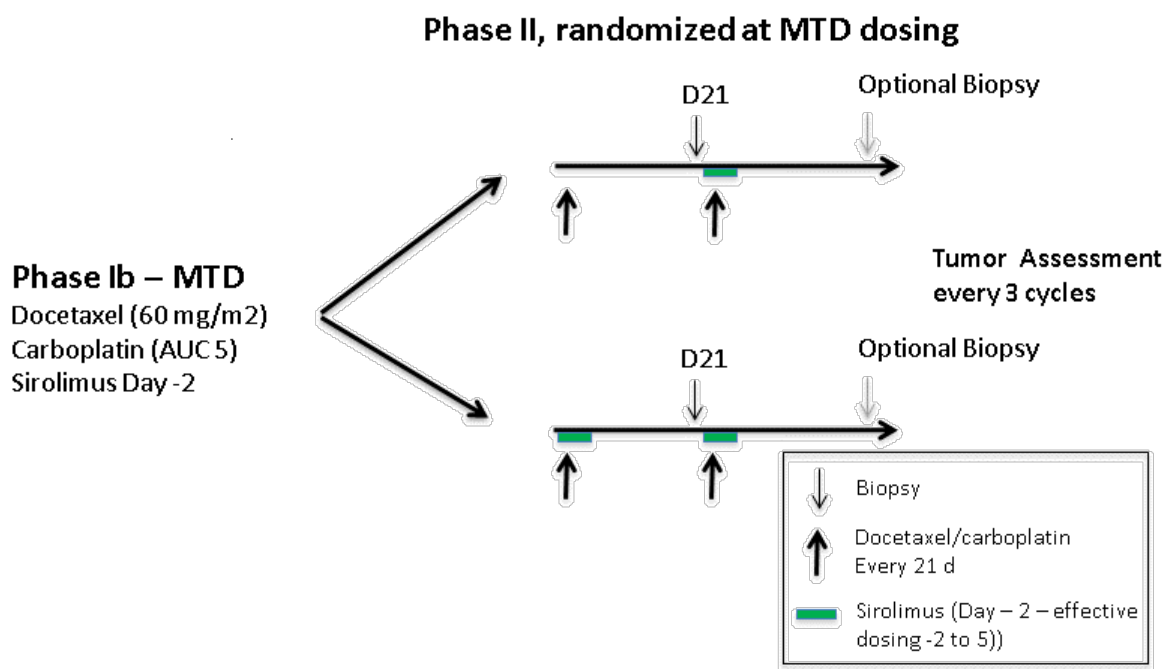 Phase II, randomized at MTD dosing
D21
Optional Biopsy
Phase Ib – MTD
Docetaxel (60 mg/m2)
Carboplatin (AUC 5)
Sirolimus Day -2
Tumor Assessment
every 3 cycles
D21
Optional Biopsy
Biopsy
Docetaxel/carboplatin
Every 21 d
Sirolimus (Day – 2 – effective
dosing -2 to 5))